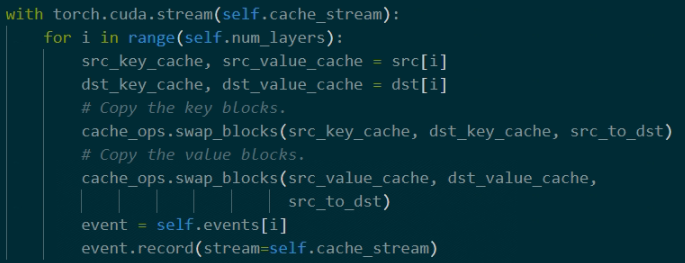 with torch.cuda.stream(self.cache_stream):
    for i in range(self.num_layers):
        src_key_cache, src_value_cache = src[i]
        dst_key_cache, dst_value_cache = dst[i]
        # Copy the key blocks.
        cache_ops.swap_blocks(src_key_cache, dst_key_cache, src_to_dst)
        # Copy the value blocks.
        cache_ops.swap_blocks(src_value_cache, dst_value_cache,
                              src_to_dst)
        event = self.events[i]
        event.record(stream=self.cache_stream)